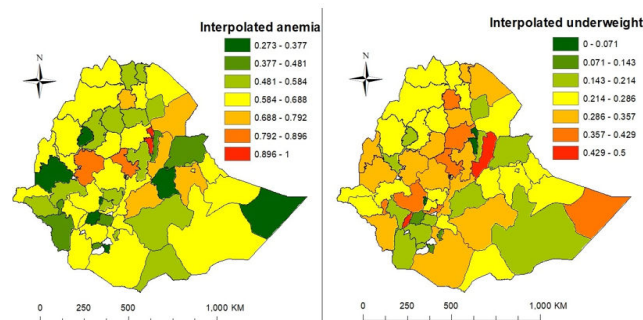 Interpolated anemia
N
0.273 - 0.377
0.377 - 0.481
0.481 - 0.584
0.584 - 0.688
0.688 - 0.792
0.792 - 0.896
0.896 - 1
0 250 500 1,000 KM
Interpolated underweight
N
0 - 0.071
0.071 - 0.143
0.143 - 0.214
0.214 - 0.286
0.286 - 0.357
0.357 - 0.429
0.429 - 0.5
0 250 500 1,000 KM